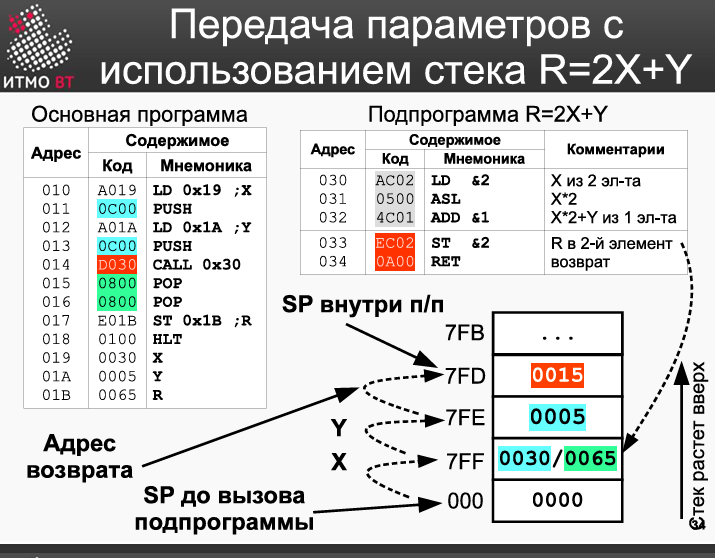 ИТМО ВТ
Передача параметров с
использованием стека R=2X+Y
Основная программа
Адрес Содержимое
Код Мнемоника
010 A019 LD 0x19 ;X
011 0C00 PUSH
012 A01A LD 0x1A ;Y
013 0C00 PUSH
014 D030 CALL 0x30
015 0800 POP
016 0800 POP
017 E01B ST 0x1B ;R
018 0100 HLT
019 0030 X
01A 0005 Y
01B 0065 R
Подпрограмма R=2X+Y
Адрес Содержимое Комментарии
Код Мнемоника
030 AC02 LD &2 X из 2 эл-та
031 0500 ASL X*2
032 4C01 ADD &1 X*2+Y из 1 эл-та
033 EC02 ST &2 R в 2-й элемент
034 0A00 RET возврат
SP внутри п/п
7FB ...
7FD 0015
7FE 0005
7FF 0030/0065
000 0000
Y
X
Адрес
возврата
SP до вызова
подпрограммы
Стек растет вверх
34